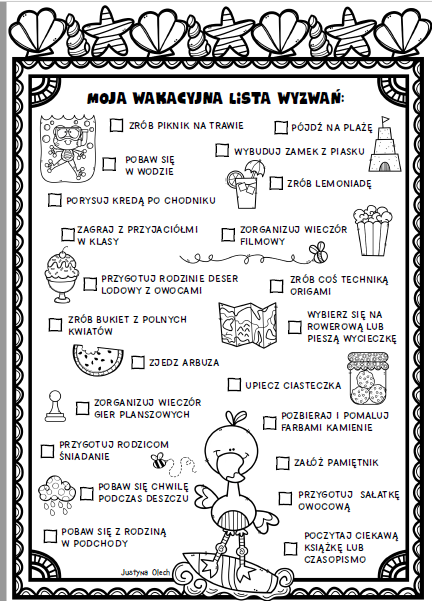 MOJA WAKACYJNA LISTA WYZWAŃ:
ZRÓB PIKNIK NA TRAWIE
PÓJDŹ NA PLAŻĘ
WYBUDUJ ZAMEK Z PIASKU
POBAW SIĘ
W WODZIE
ZRÓB LEMONIADĘ
PORYSUJ KREDĄ PO CHODNIKU
ZAGRAJ Z PRZYJACIÓŁMI
W KLASY
ZORGANIZUJ WIECZÓR
FILMOWY
PRZYGOTUJ RODZINIE DESER
LODOWY Z OWOCAMI
ZRÓB COŚ TECHNIKĄ
ORIGAMI
ZRÓB BUKIET Z POLNYCH
KWIATÓW
WYBIERZ SIĘ NA
ROWEROWĄ LUB
PIESZĄ WYCIECZKĘ
ZJEDZ ARBUZA
UPIECZ CIASTECZKA
ZORGANIZUJ WIECZÓR
GIER PLANSZOWYCH
POZBIERAJ I POMALUJ
FARBAMI KAMIENIE
PRZYGOTUJ RODZICOM
ŚNIADANIE
ZAŁÓŻ PAMIĘTNIK
POBAW SIĘ CHWILĘ
PODCZAS DESZCZU
PRZYGOTUJ SAŁATKĘ
OWOCOWĄ
POBAW SIĘ Z RODZINĄ
W PODCHODY
POCZYTAJ CIEKAWĄ
KSIĄŻKĘ LUB
CZASOPISMO
Justyna Olech